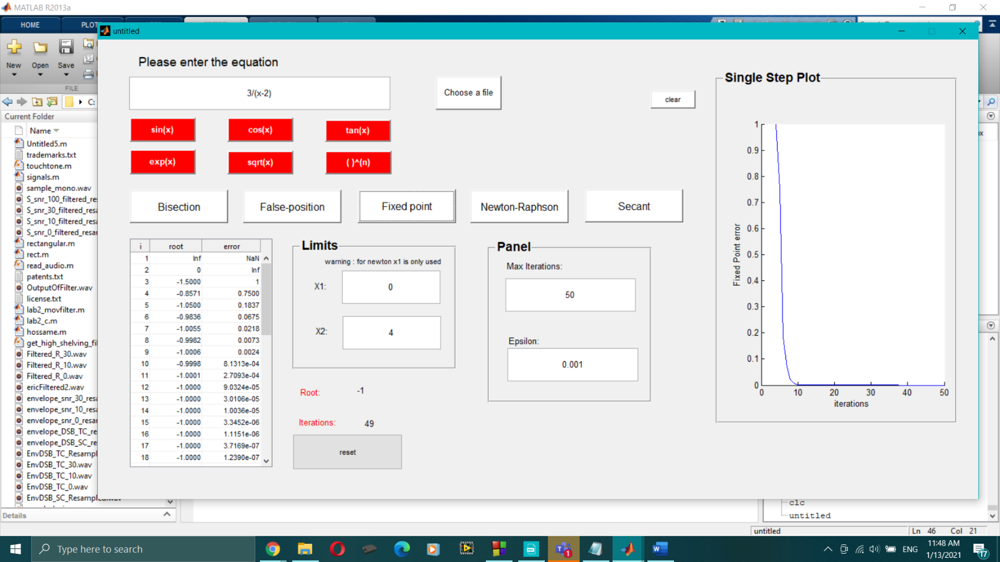 MATLAB R2013a
HOME
PLOT
untitled
New
Open
Save
FILE
C:
Current Folder
Name
Untitled5.m
trademarks.txt
touchtone.m
signals.m
sample_mono.wav
S_snr_100_filtered_re
S_snr_30_filtered_resa
S_snr_10_filtered_resa
S_snr_0_filtered_resar
rectangular.m
rect.m
read_audio.m
patents.txt
OutputOfFilter.wav
license.txt
lab2_movfilter.m
lab2_c.m
hossame.m
get_high_shelving_fil
Filtered_R_30.wav
Filtered_R_10.wav
Filtered_R_0.wav
ericFiltered2.wav
envelope_snr_30_resa
envelope_snr_10_resa
envelope_snr_0_resar
envelope_DSB_TC_re
envelope_DSB_SC_re
EnvDSB_TC_Resampl
EnvDSB_TC_30.wav
EnvDSB_TC_10.wav
EnvDSB_TC_0.wav
EnvDSB_SC_Resampled.wav
Details
Please enter the equation
3/(x-2)
Choose a file
clear
sin(x) cos(x) tan(x)
exp(x) sqrt(x) ( )^(n)
Bisection False-position Fixed point Newton-Raphson Secant
i root error
1 Inf NaN
2 0 Inf
3 -1.5000 1
4 -0.8571 0.7500
5 -1.0500 0.1837
6 -0.9836 0.0675
7 -1.0055 0.0218
8 -0.9982 0.0073
9 -1.0006 0.0024
10 -0.9998 8.1313e-04
11 -1.0001 2.7093e-04
12 -1.0000 9.0324e-05
13 -1.0000 3.0106e-05
14 -1.0000 1.0036e-05
15 -1.0000 3.3452e-06
16 -1.0000 1.1151e-06
17 -1.0000 3.7169e-07
18 -1.0000 1.2390e-07
Limits
warning : for newton x1 is only used
X1: 0
X2: 4
Root: -1
Iterations: 49
reset
Panel
Max Iterations:
50
Epsilon:
0.001
Single Step Plot
1
0.9
0.8
0.7
0.6
0.5
0.4
0.3
0.2
0.1
0
Fixed Point error
0 10 20 30 40 50
iterations
clc
untitled
untitled
Ln 46 Col 21
Type here to search
1
W
ENG
11:48 AM
1/13/2021
17